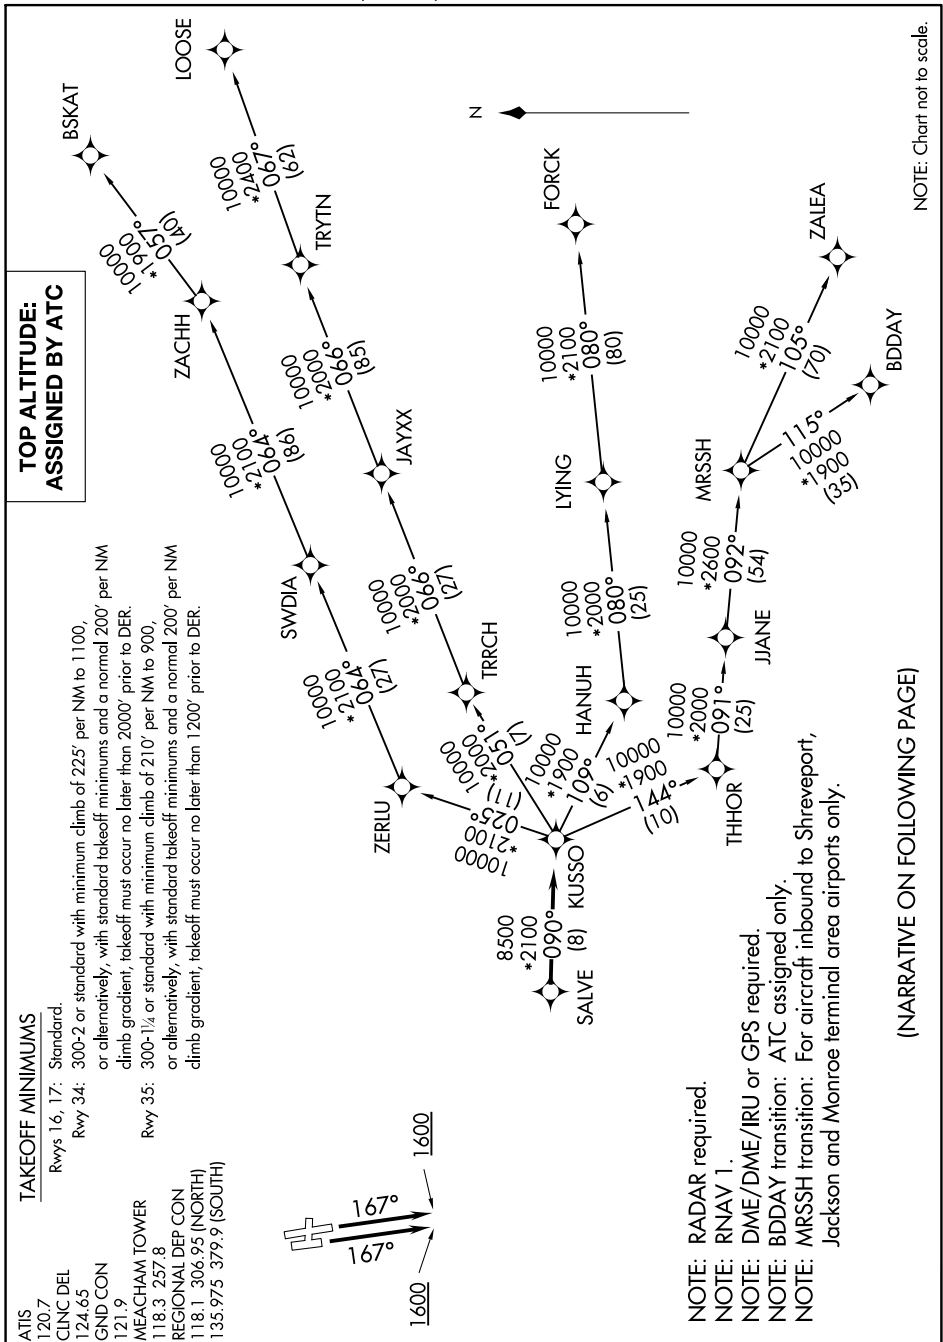 ATIS
120.7
CLNC DEL
124.65
GND CON
121.9
MEACHAM TOWER
118.3 257.8
REGIONAL DEP CON
118.1 306.95 (NORTH)
135.975 379.9 (SOUTH)
TAKEOFF MINIMUMS
Rwys 16, 17: Standard.
Rwy 34: 300-2 or standard with minimum climb of 225' per NM to 1100,
or alternatively, with standard takeoff minimums and a normal 200' per NM
climb gradient, takeoff must occur no later than 2000' prior to DER.
Rwy 35: 300-1¼ or standard with minimum climb of 210' per NM to 900,
or alternatively, with standard takeoff minimums and a normal 200' per NM
climb gradient, takeoff must occur no later than 1200' prior to DER.
TOP ALTITUDE:
ASSIGNED BY ATC
BSKAT
LOOSE
10000
*1900
057°
(40)
ZACHH
10000
*2400
067°
(62)
TRYTN
10000
*2100
064°
(86)
10000
*2000
066°
(85)
SWDIA
JAYXX
10000
*2100
064°
(27)
10000
*2000
066°
(27)
ZERLU
TRRCH
10000
*2100
025°
(11)
10000
*2000
051°
(7)
N
FORCK
10000
*2100
080°
(80)
LYING
10000
*2000
080°
(25)
HANUH
10000
*1900
109°
(6)
10000
*1900
144°
(10)
SALVE
8500
*2100
090°
(8)
KUSSO
THHOR
10000
*2000
091°
(25)
JJANE
10000
*2600
092°
(54)
MRSSH
10000
*2100
105°
(70)
ZALEA
115°
10000
*1900
(35)
BDDAY
167°
167°
1600
1600
NOTE: RADAR required.
NOTE: RNAV 1.
NOTE: DME/DME/IRU or GPS required.
NOTE: BDDAY transition: ATC assigned only.
NOTE: MRSSH transition: For aircraft inbound to Shreveport,
Jackson and Monroe terminal area airports only.
(NARRATIVE ON FOLLOWING PAGE)
NOTE: Chart not to scale.